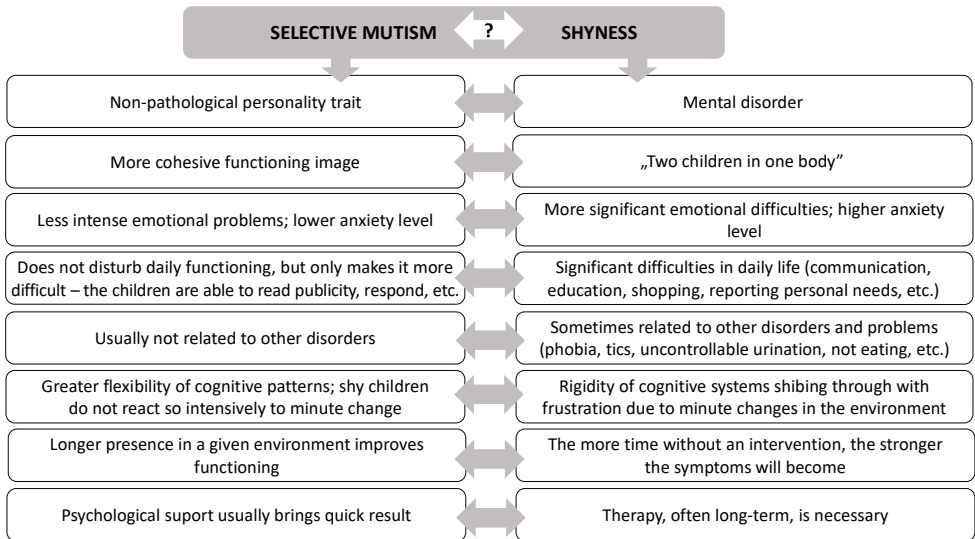 SELECTIVE MUTISM ? SHYNESS
Non-pathological personality trait
Mental disorder
More cohesive functioning image
„Two children in one body”
Less intense emotional problems; lower anxiety level
More significant emotional difficulties; higher anxiety
level
Does not disturb daily functioning, but only makes it more
difficult – the children are able to read publicity, respond, etc.
Significant difficulties in daily life (communication,
education, shopping, reporting personal needs, etc.)
Usually not related to other disorders
Sometimes related to other disorders and problems
(phobia, tics, uncontrollable urination, not eating, etc.)
Greater flexibility of cognitive patterns; shy children
do not react so intensively to minute change
Rigidity of cognitive systems shibing through with
frustration due to minute changes in the environment
Longer presence in a given environment improves
functioning
The more time without an intervention, the stronger
the symptoms will become
Psychological suport usually brings quick result
Therapy, often long-term, is necessary